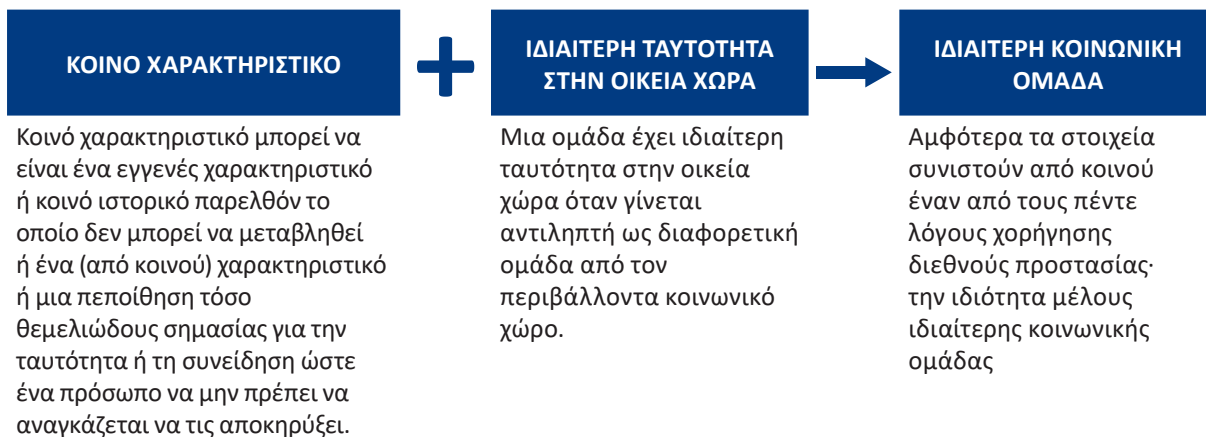 ΚΟΙΝΟ ΧΑΡΑΚΤΗΡΙΣΤΙΚΟ
Κοινό χαρακτηριστικό μπορεί να
είναι ένα εγγενές χαρακτηριστικό
ή κοινό ιστορικό παρελθόν το
οποίο δεν μπορεί να μεταβληθεί
ή ένα (από κοινού) χαρακτηριστικό
ή μια πεποίθηση τόσο
θεμελιώδους σημασίας για την
ταυτότητα ή τη συνείδηση ώστε
ένα πρόσωπο να μην πρέπει να
αναγκάζεται να τις αποκηρύξει.
ΙΔΙΑΙΤΕΡΗ ΤΑΥΤΟΤΗΤΑ
ΣΤΗΝ ΟΙΚΕΙΑ ΧΩΡΑ
Μια ομάδα έχει ιδιαίτερη
ταυτότητα στην οικεία
χώρα όταν γίνεται
αντιληπτή ως διαφορετική
ομάδα από τον
περιβάλλοντα κοινωνικό
χώρο.
ΙΔΙΑΙΤΕΡΗ ΚΟΙΝΩΝΙΚΗ
ΟΜΑΔΑ
Αμφότερα τα στοιχεία
συνιστούν από κοινού
έναν από τους πέντε
λόγους χορήγησης
διεθνούς προστασίας·
την ιδιότητα μέλους
ιδιαίτερης κοινωνικής
ομάδας